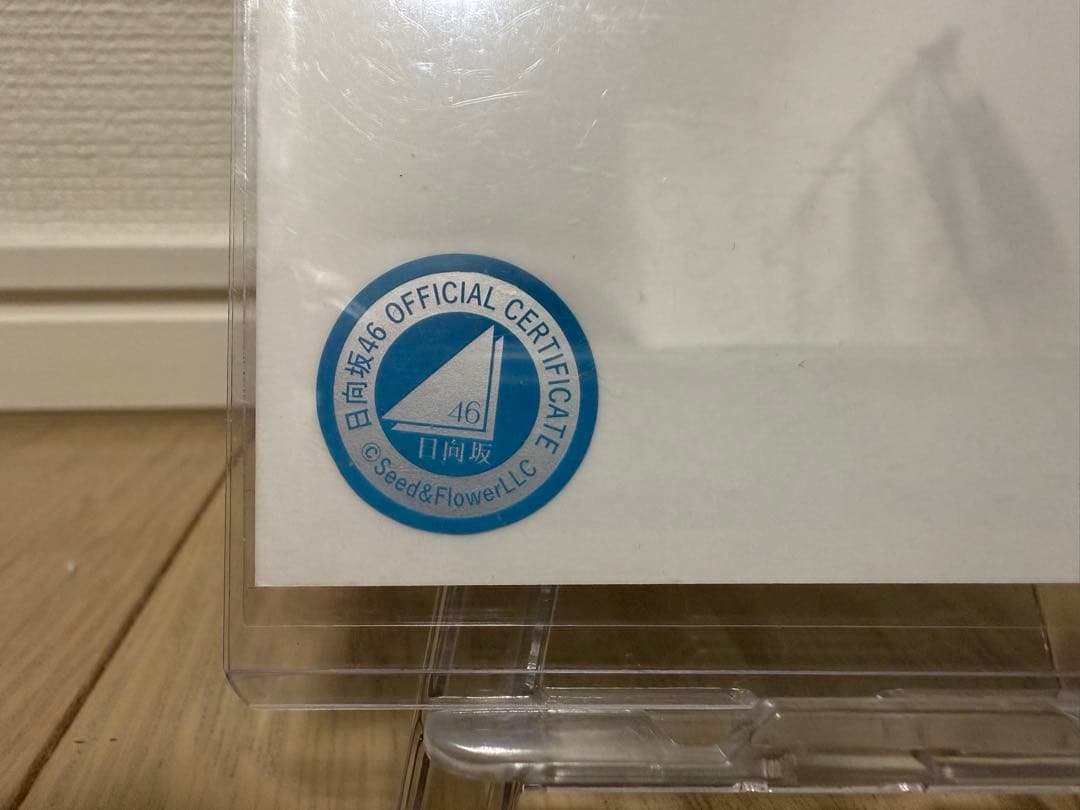 日向坂46 OFFICIAL CERTIFICATE
46
日向坂
©Seed&FlowerLLC